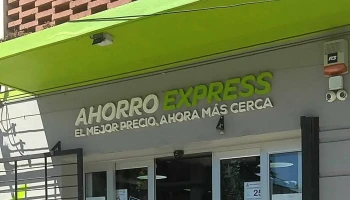 AHORRO EXPRESS
EL MEJOR PRECIO, AHORA MÁS CERCA